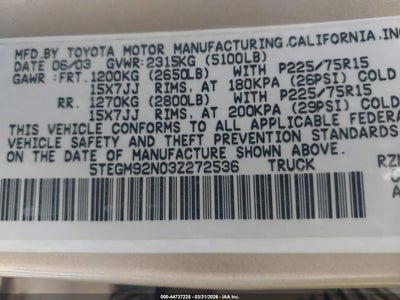 MFD.BY TOYOTA MOTOR MANUFACTURING.CALIFORNIA.INC
DATE 06/03 GVWR:2315KG (5100LB)
GAWR : FRT. 1200KG (2650LB) WITH P225/75R15
15X7JJ RIMS, AT 180KPA (26PSI) COLD
RR. 1270KG (2800LB) WITH P225/75R15
15X7JJ RIMS, AT 200KPA (29PSI) COLD
THIS VEHICLE CONFORMS TO ALL APPLICABLE FEDERA
VEHICLE SAFETY AND THEFT PREVENTION STANDARDS
ON THE DATE OF MANUFACTURE SHOWN ABOVE.
5TEGM92N03Z272536 TRUCK
RZN
000-44737228 - 03/31/2026 - IAA Inc.